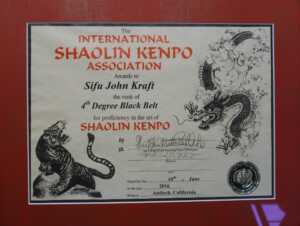 The
INTERNATIONAL
SHAOLIN KENPO
ASSOCIATION
Awards to
Sifu John Kraft
the rank of
4th Degree Black Belt
for proficiency in the art of
SHAOLIN KENPO
By
June
2016
Antioch, California